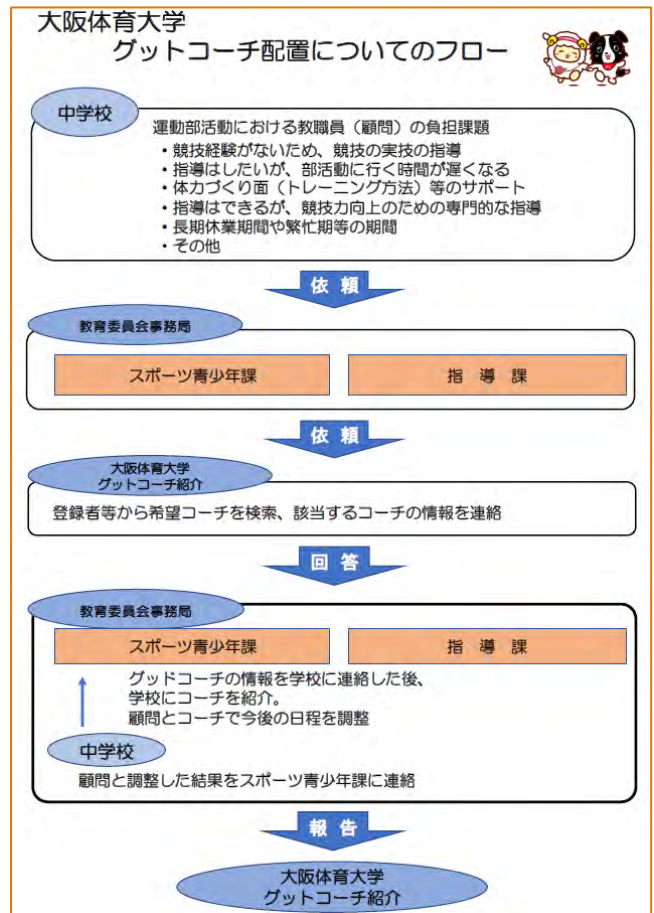 大阪体育大学
グットコーチ配置についてのフロー
中学校
運動部活動における教職員（顧問）の負担課題
・競技経験がないため、競技の実技の指導
・指導はしたいが、部活動に行く時間が遅くなる
・体力づくり面（トレーニング方法）等のサポート
・指導はできるが、競技力向上のための専門的な指導
・長期休業期間や繁忙期等の期間
・その他
依 頼
教育委員会事務局
スポーツ青少年課
指 導 課
依 頼
大阪体育大学
グットコーチ紹介
登録者等から希望コーチを検索、該当するコーチの情報を連絡
回 答
教育委員会事務局
スポーツ青少年課
指 導 課
グッドコーチの情報を学校に連絡した後、
学校にコーチを紹介。
顧問とコーチで今後の日程を調整
中学校
顧問と調整した結果をスポーツ青少年課に連絡
報 告
大阪体育大学
グットコーチ紹介